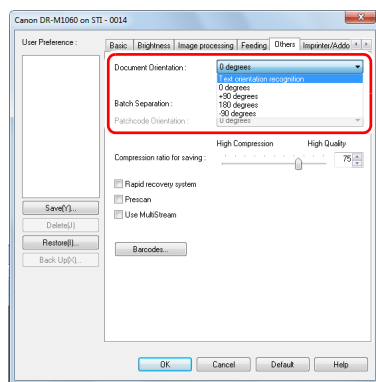 Canon DR-M1060 on STI - 0014
User Preference :
Basic Brightness Image processing Feeding Others Imprinter/Addo
Document Orientation :
0 degrees
Text orientation recognition
0 degrees
+90 degrees
Batch Separation :
180 degrees
-90 degrees
Patchcode Orientation :
0 degrees
High Compression High Quality
Compression ratio for saving :
75
Rapid recovery system
Prescan
Use MultiStream
Save(Y)...
Delete(J)
Restore(I)...
Back Up(X)...
Barcodes...
OK Cancel Default Help